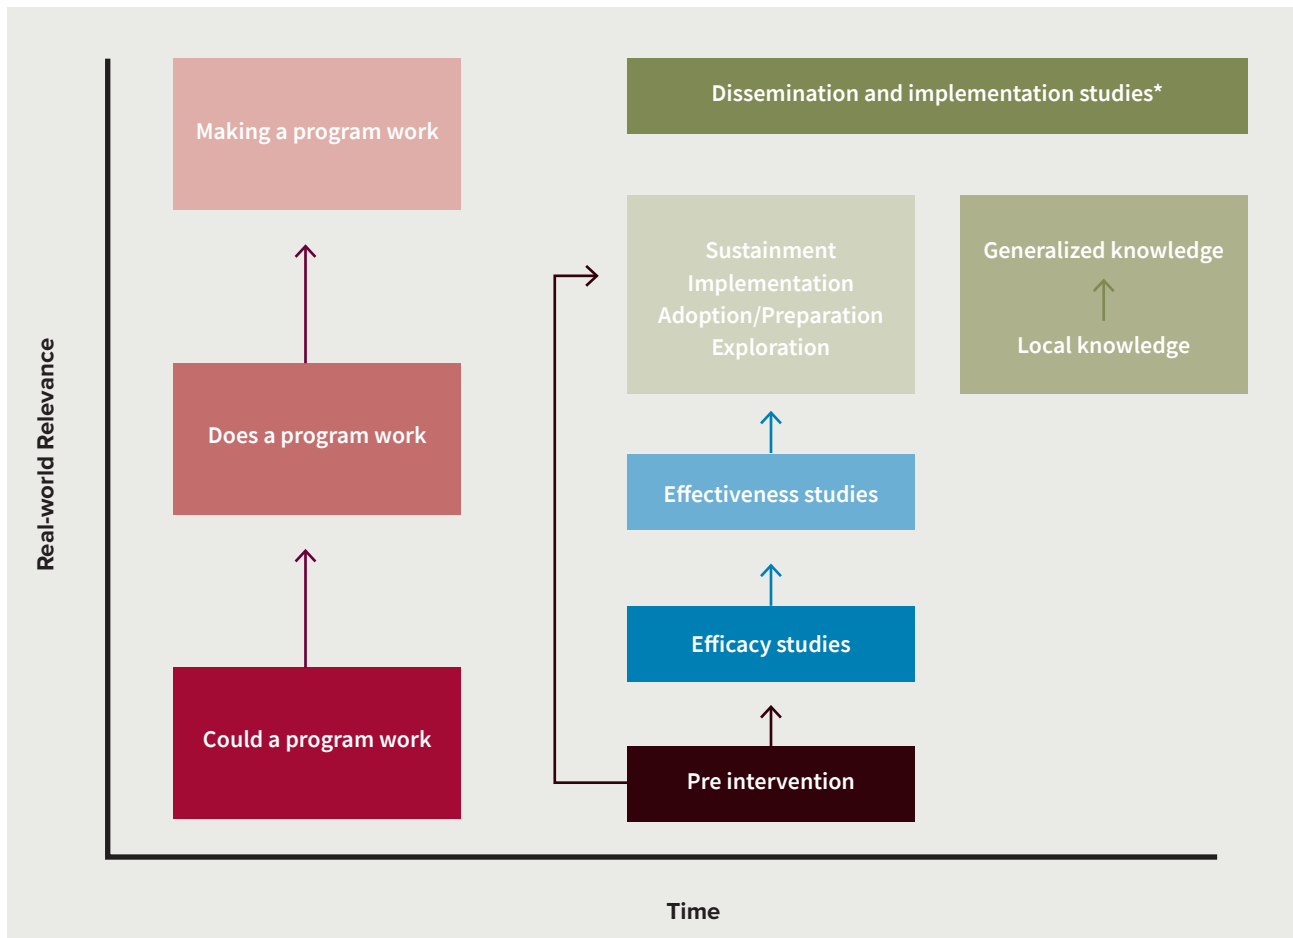 Making a program work
Does a program work
Could a program work
Dissemination and implementation studies*
Sustainment
Implementation
Adoption/Preparation
Exploration
Generalized knowledge
Local knowledge
Effectiveness studies
Efficacy studies
Pre intervention
Real-world Relevance
Time